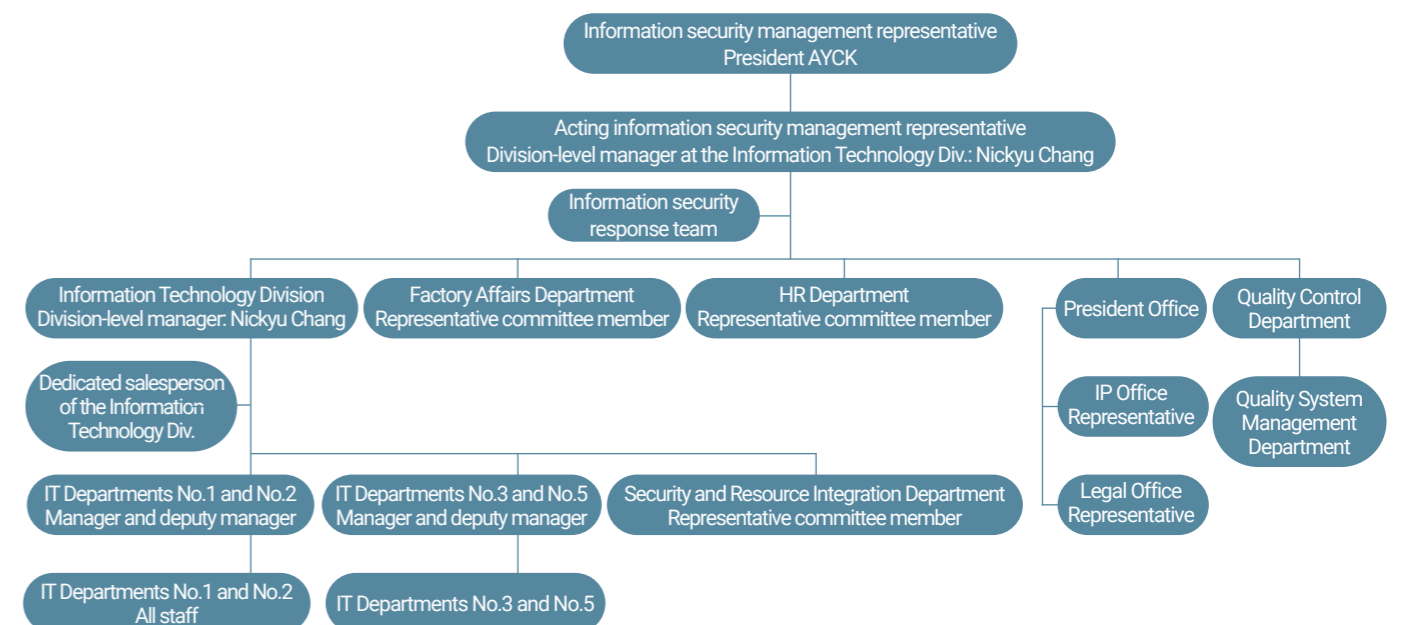 Information security management representative
President AYCK
Acting information security management representative
Division-level manager at the Information Technology Div.: Nickyu Chang
Information security
response team
Information Technology Division
Division-level manager: Nickyu Chang
Factory Affairs Department
Representative committee member
HR Department
Representative committee member
President Office
Quality Control
Department
Dedicated salesperson
of the Information
Technology Div.
IP Office
Representative
Quality System
Management
Department
IT Departments No.1 and No.2
Manager and deputy manager
IT Departments No.3 and No.5
Manager and deputy manager
Security and Resource Integration Department
Representative committee member
Legal Office
Representative
IT Departments No.1 and No.2
All staff
IT Departments No.3 and No.5